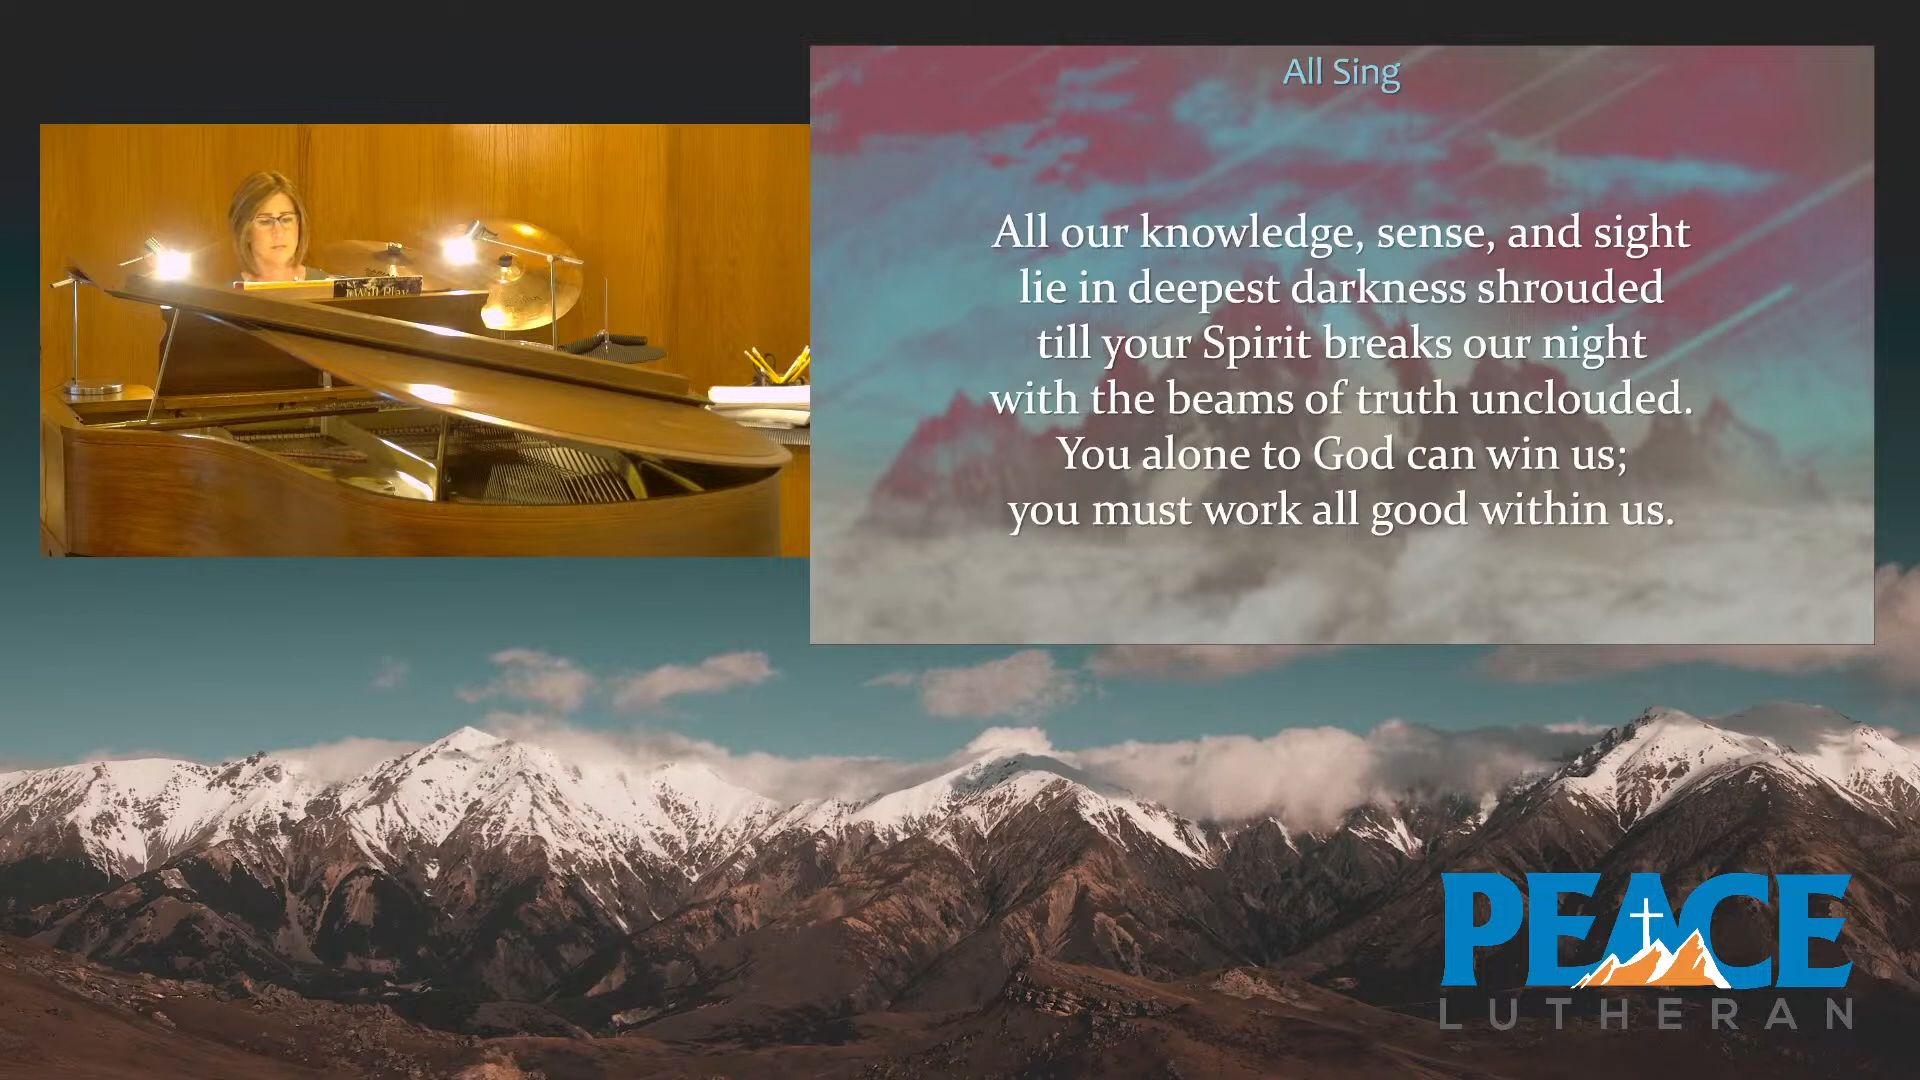 All Sing
All our knowledge, sense, and sight
lie in deepest darkness shrouded
till your Spirit breaks our night
with the beams of truth unclouded.
You alone to God can win us;
you must work all good within us.
I Will Play
PEACE
LUTHERAN